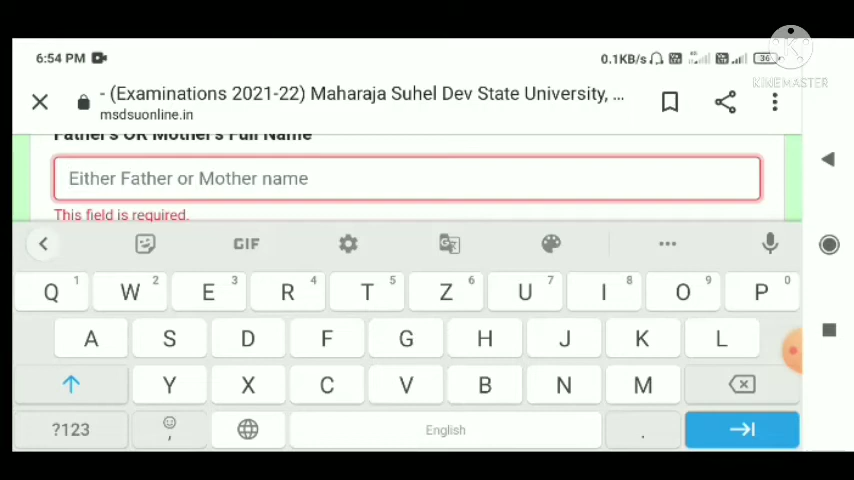 6:54 PM
0.1KB/s
36
KINEMASTER
- (Examinations 2021-22) Maharaja Suhel Dev State University, ...
msdsuonline.in
Father's OR Mother's Full Name
Either Father or Mother name
This field is required.
GIF
Q 1 W 2 E 3 R 4 T 5 Z 6 U 7 I 8 O 9 P 0
A S D F G H J K L
Y X C V B N M
?123 , English .